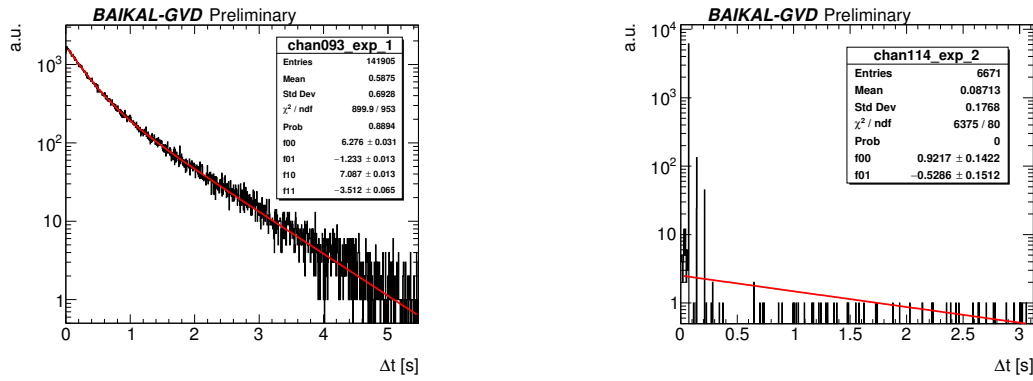 BAIKAL-GVD Preliminary
a.u.
chan093_exp_1
Entries 141905
Mean 0.5875
Std Dev 0.6928
χ² / ndf 899.9 / 953
Prob 0.8894
f00 6.276 ± 0.031
f01 −1.233 ± 0.013
f10 7.087 ± 0.013
f11 −3.512 ± 0.065
10³
10²
10
1
0 1 2 3 4 5
Δt [s]
BAIKAL-GVD Preliminary
a.u.
chan114_exp_2
Entries 6671
Mean 0.08713
Std Dev 0.1768
χ² / ndf 6375 / 80
Prob 0
f00 0.9217 ± 0.1422
f01 −0.5286 ± 0.1512
10⁴
10³
10²
10
1
0 0.5 1 1.5 2 2.5 3
Δt [s]